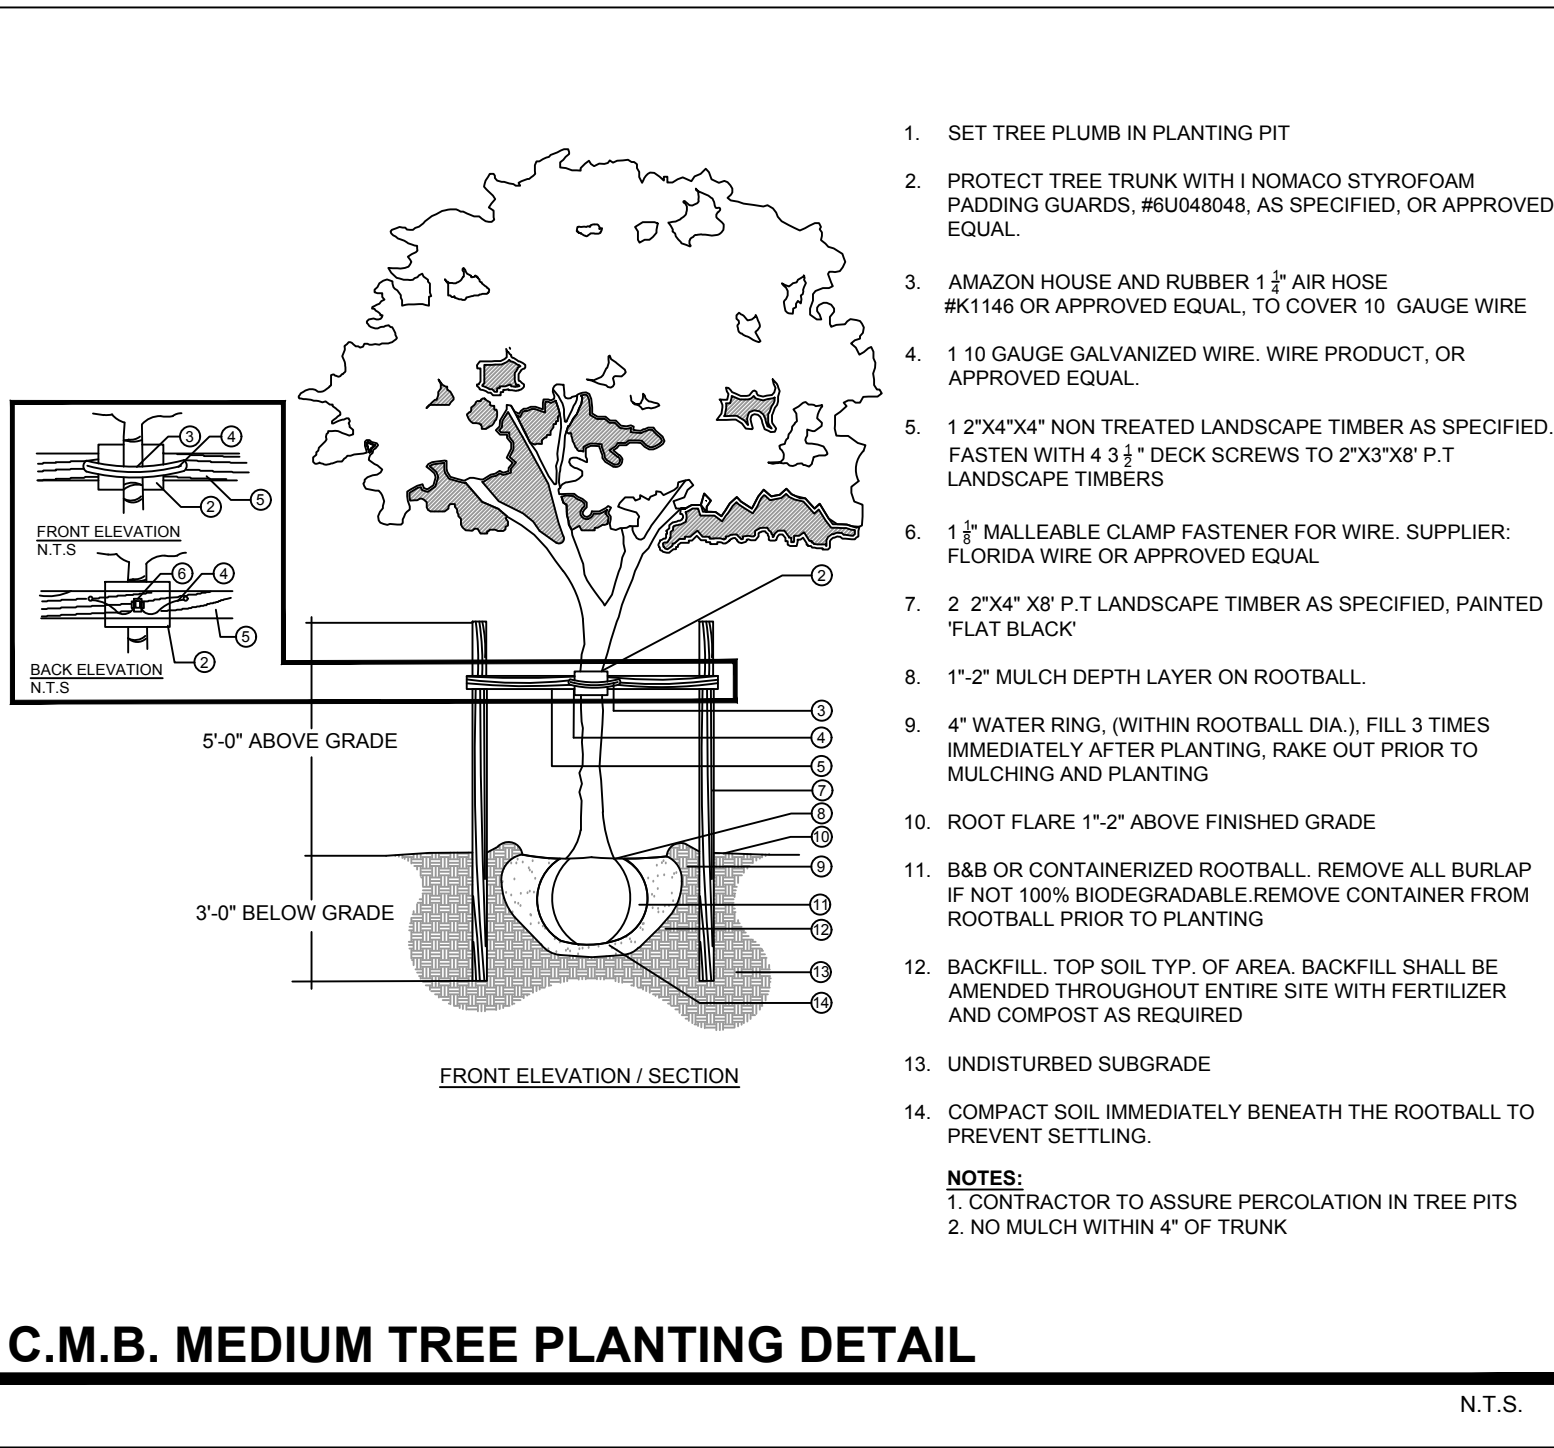 1. SET TREE PLUMB IN PLANTING PIT
2. PROTECT TREE TRUNK WITH I NOMACO STYROFOAM
PADDING GUARDS, #6U048048, AS SPECIFIED, OR APPROVED
EQUAL.
3. AMAZON HOUSE AND RUBBER 1 1/4" AIR HOSE
#K1146 OR APPROVED EQUAL, TO COVER 10 GAUGE WIRE
4. 1 10 GAUGE GALVANIZED WIRE. WIRE PRODUCT, OR
APPROVED EQUAL.
5. 1 2"X4"X4" NON TREATED LANDSCAPE TIMBER AS SPECIFIED.
FASTEN WITH 4 3 1/2" DECK SCREWS TO 2"X3"X8' P.T
LANDSCAPE TIMBERS
6. 1 1/8" MALLEABLE CLAMP FASTENER FOR WIRE. SUPPLIER:
FLORIDA WIRE OR APPROVED EQUAL
7. 2 2"X4" X8' P.T LANDSCAPE TIMBER AS SPECIFIED, PAINTED
'FLAT BLACK'
8. 1"-2" MULCH DEPTH LAYER ON ROOTBALL.
9. 4" WATER RING, (WITHIN ROOTBALL DIA.), FILL 3 TIMES
IMMEDIATELY AFTER PLANTING, RAKE OUT PRIOR TO
MULCHING AND PLANTING
10. ROOT FLARE 1"-2" ABOVE FINISHED GRADE
11. B&B OR CONTAINERIZED ROOTBALL. REMOVE ALL BURLAP
IF NOT 100% BIODEGRADABLE.REMOVE CONTAINER FROM
ROOTBALL PRIOR TO PLANTING
12. BACKFILL. TOP SOIL TYP. OF AREA. BACKFILL SHALL BE
AMENDED THROUGHOUT ENTIRE SITE WITH FERTILIZER
AND COMPOST AS REQUIRED
13. UNDISTURBED SUBGRADE
14. COMPACT SOIL IMMEDIATELY BENEATH THE ROOTBALL TO
PREVENT SETTLING.
NOTES:
1. CONTRACTOR TO ASSURE PERCOLATION IN TREE PITS
2. NO MULCH WITHIN 4" OF TRUNK
3
4
5
2
FRONT ELEVATION
N.T.S
6
4
5
2
BACK ELEVATION
N.T.S
2
3
4
5
7
8
10
9
11
12
13
14
5'-0" ABOVE GRADE
3'-0" BELOW GRADE
FRONT ELEVATION / SECTION
C.M.B. MEDIUM TREE PLANTING DETAIL
N.T.S.